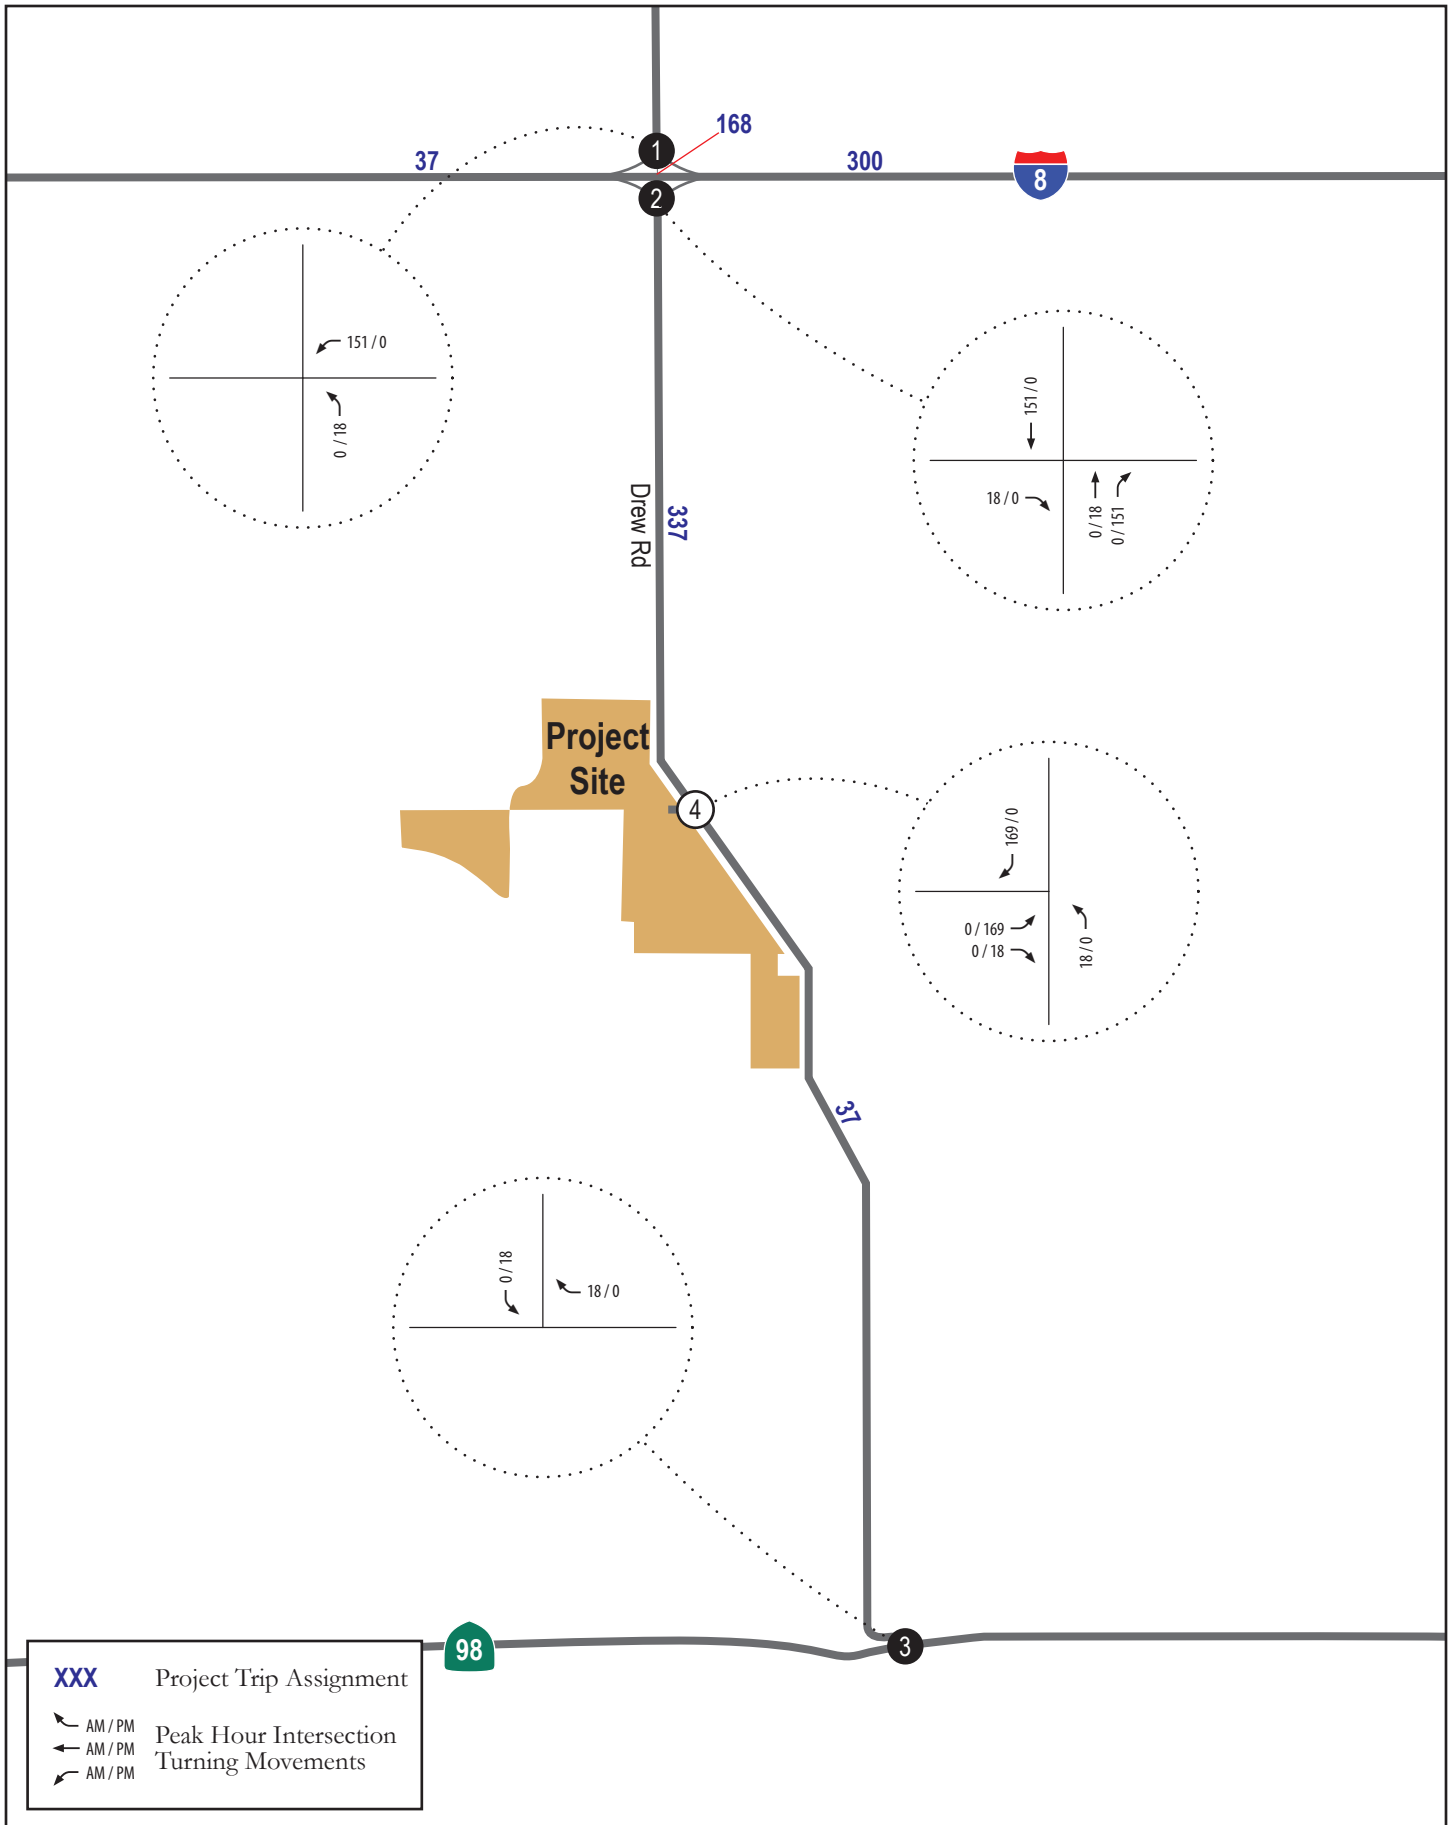 168
1
37
300
8
2
151 / 0
0 / 18
151 / 0
18 / 0
0 / 18
0 / 151
Drew Rd
337
Project
Site
4
169 / 0
0 / 169
0 / 18
18 / 0
37
0 / 18
18 / 0
3
98
XXX Project Trip Assignment
AM / PM
AM / PM
AM / PM
Peak Hour Intersection
Turning Movements